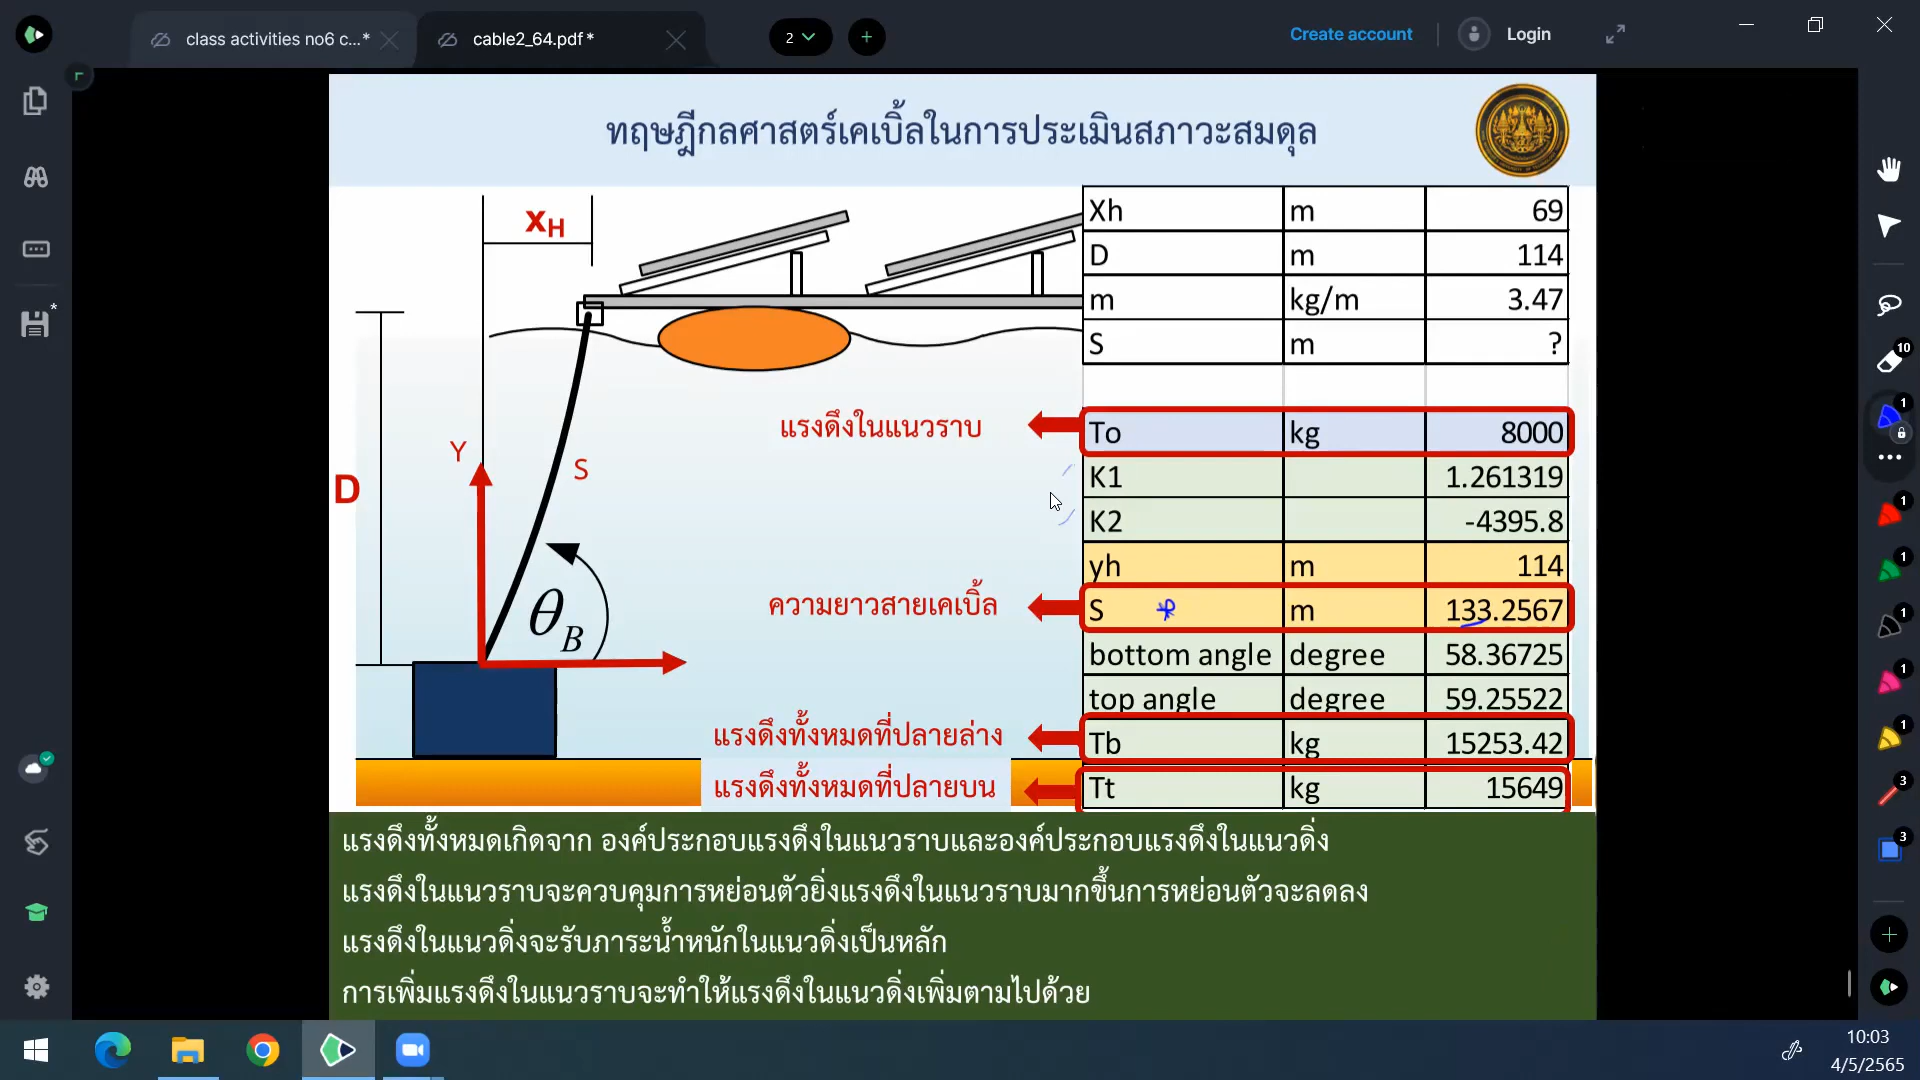 class activities no6 c...*
cable2_64.pdf *
2
Create account
Login
ทฤษฎีกลศาสตร์เคเบิ้ลในการประเมินสภาวะสมดุล
xH
D
Y
S
θB
Xh m 69
D m 114
m kg/m 3.47
S m ?
แรงดึงในแนวราบ
To kg 8000
K1 1.261319
K2 -4395.8
yh m 114
ความยาวสายเคเบิ้ล
S m 133.2567
bottom angle degree 58.36725
top angle degree 59.25522
แรงดึงทั้งหมดที่ปลายล่าง
Tb kg 15253.42
แรงดึงทั้งหมดที่ปลายบน
Tt kg 15649
แรงดึงทั้งหมดเกิดจาก องค์ประกอบแรงดึงในแนวราบและองค์ประกอบแรงดึงในแนวดิ่ง
แรงดึงในแนวราบจะควบคุมการหย่อนตัวยิ่งแรงดึงในแนวราบมากขึ้นการหย่อนตัวจะลดลง
แรงดึงในแนวดิ่งจะรับภาระน้ำหนักในแนวดิ่งเป็นหลัก
การเพิ่มแรงดึงในแนวราบจะทำให้แรงดึงในแนวดิ่งเพิ่มตามไปด้วย
10
1
1
1
1
1
1
3
3
10:03
4/5/2565